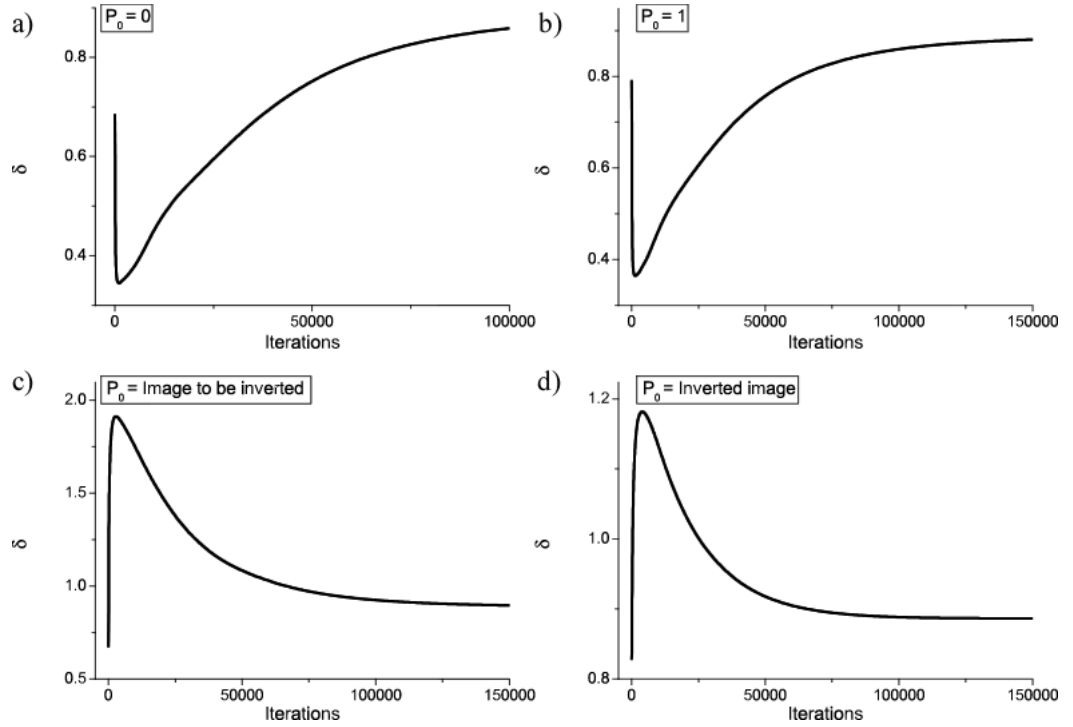 a)
P₀ = 0
0.8
0.6
0.4
δ
0
50000
100000
Iterations
b)
P₀ = 1
0.8
0.6
0.4
δ
0
50000
100000
150000
Iterations
c)
P₀ = Image to be inverted
2.0
1.5
1.0
0.5
δ
0
50000
100000
150000
Iterations
d)
P₀ = Inverted image
1.2
1.0
0.8
δ
0
50000
100000
150000
Iterations